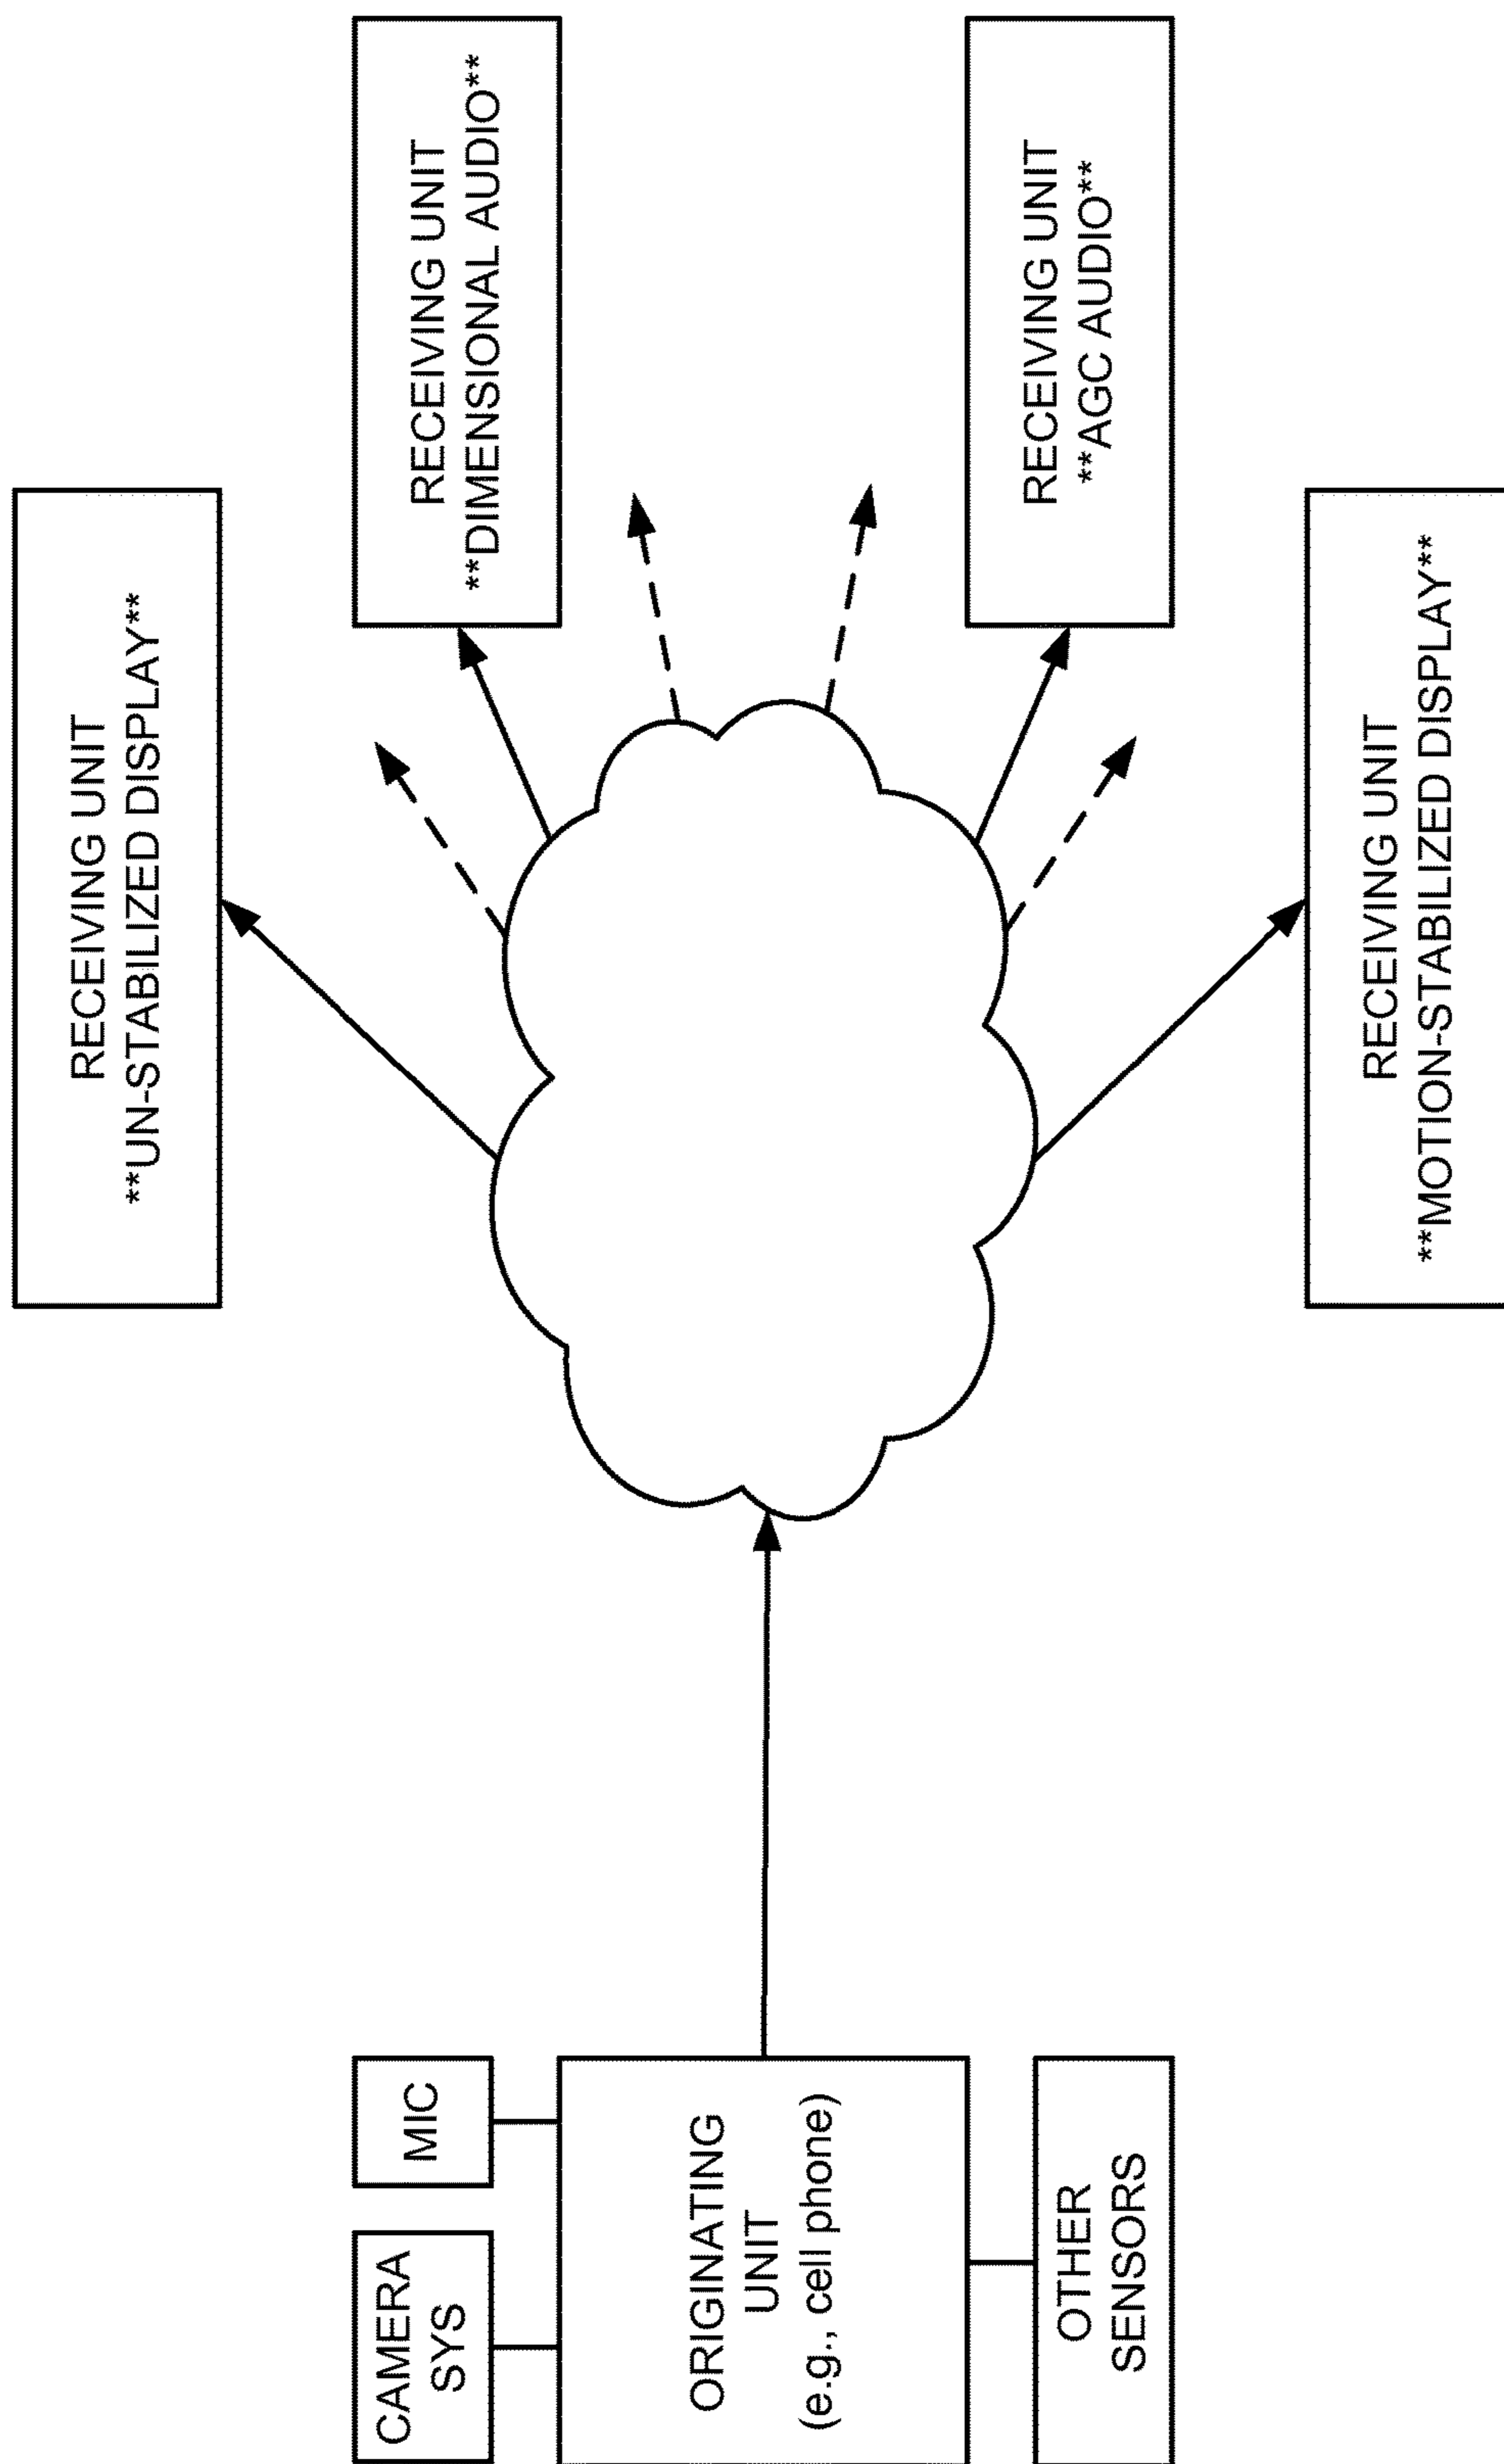 CAMERA
SYS
MIC
ORIGINATING
UNIT
(e.g., cell phone)
OTHER
SENSORS
RECEIVING UNIT
**UN-STABILIZED DISPLAY**
RECEIVING UNIT
**DIMENSIONAL AUDIO**
RECEIVING UNIT
**AGC AUDIO**
RECEIVING UNIT
**MOTION-STABILIZED DISPLAY**